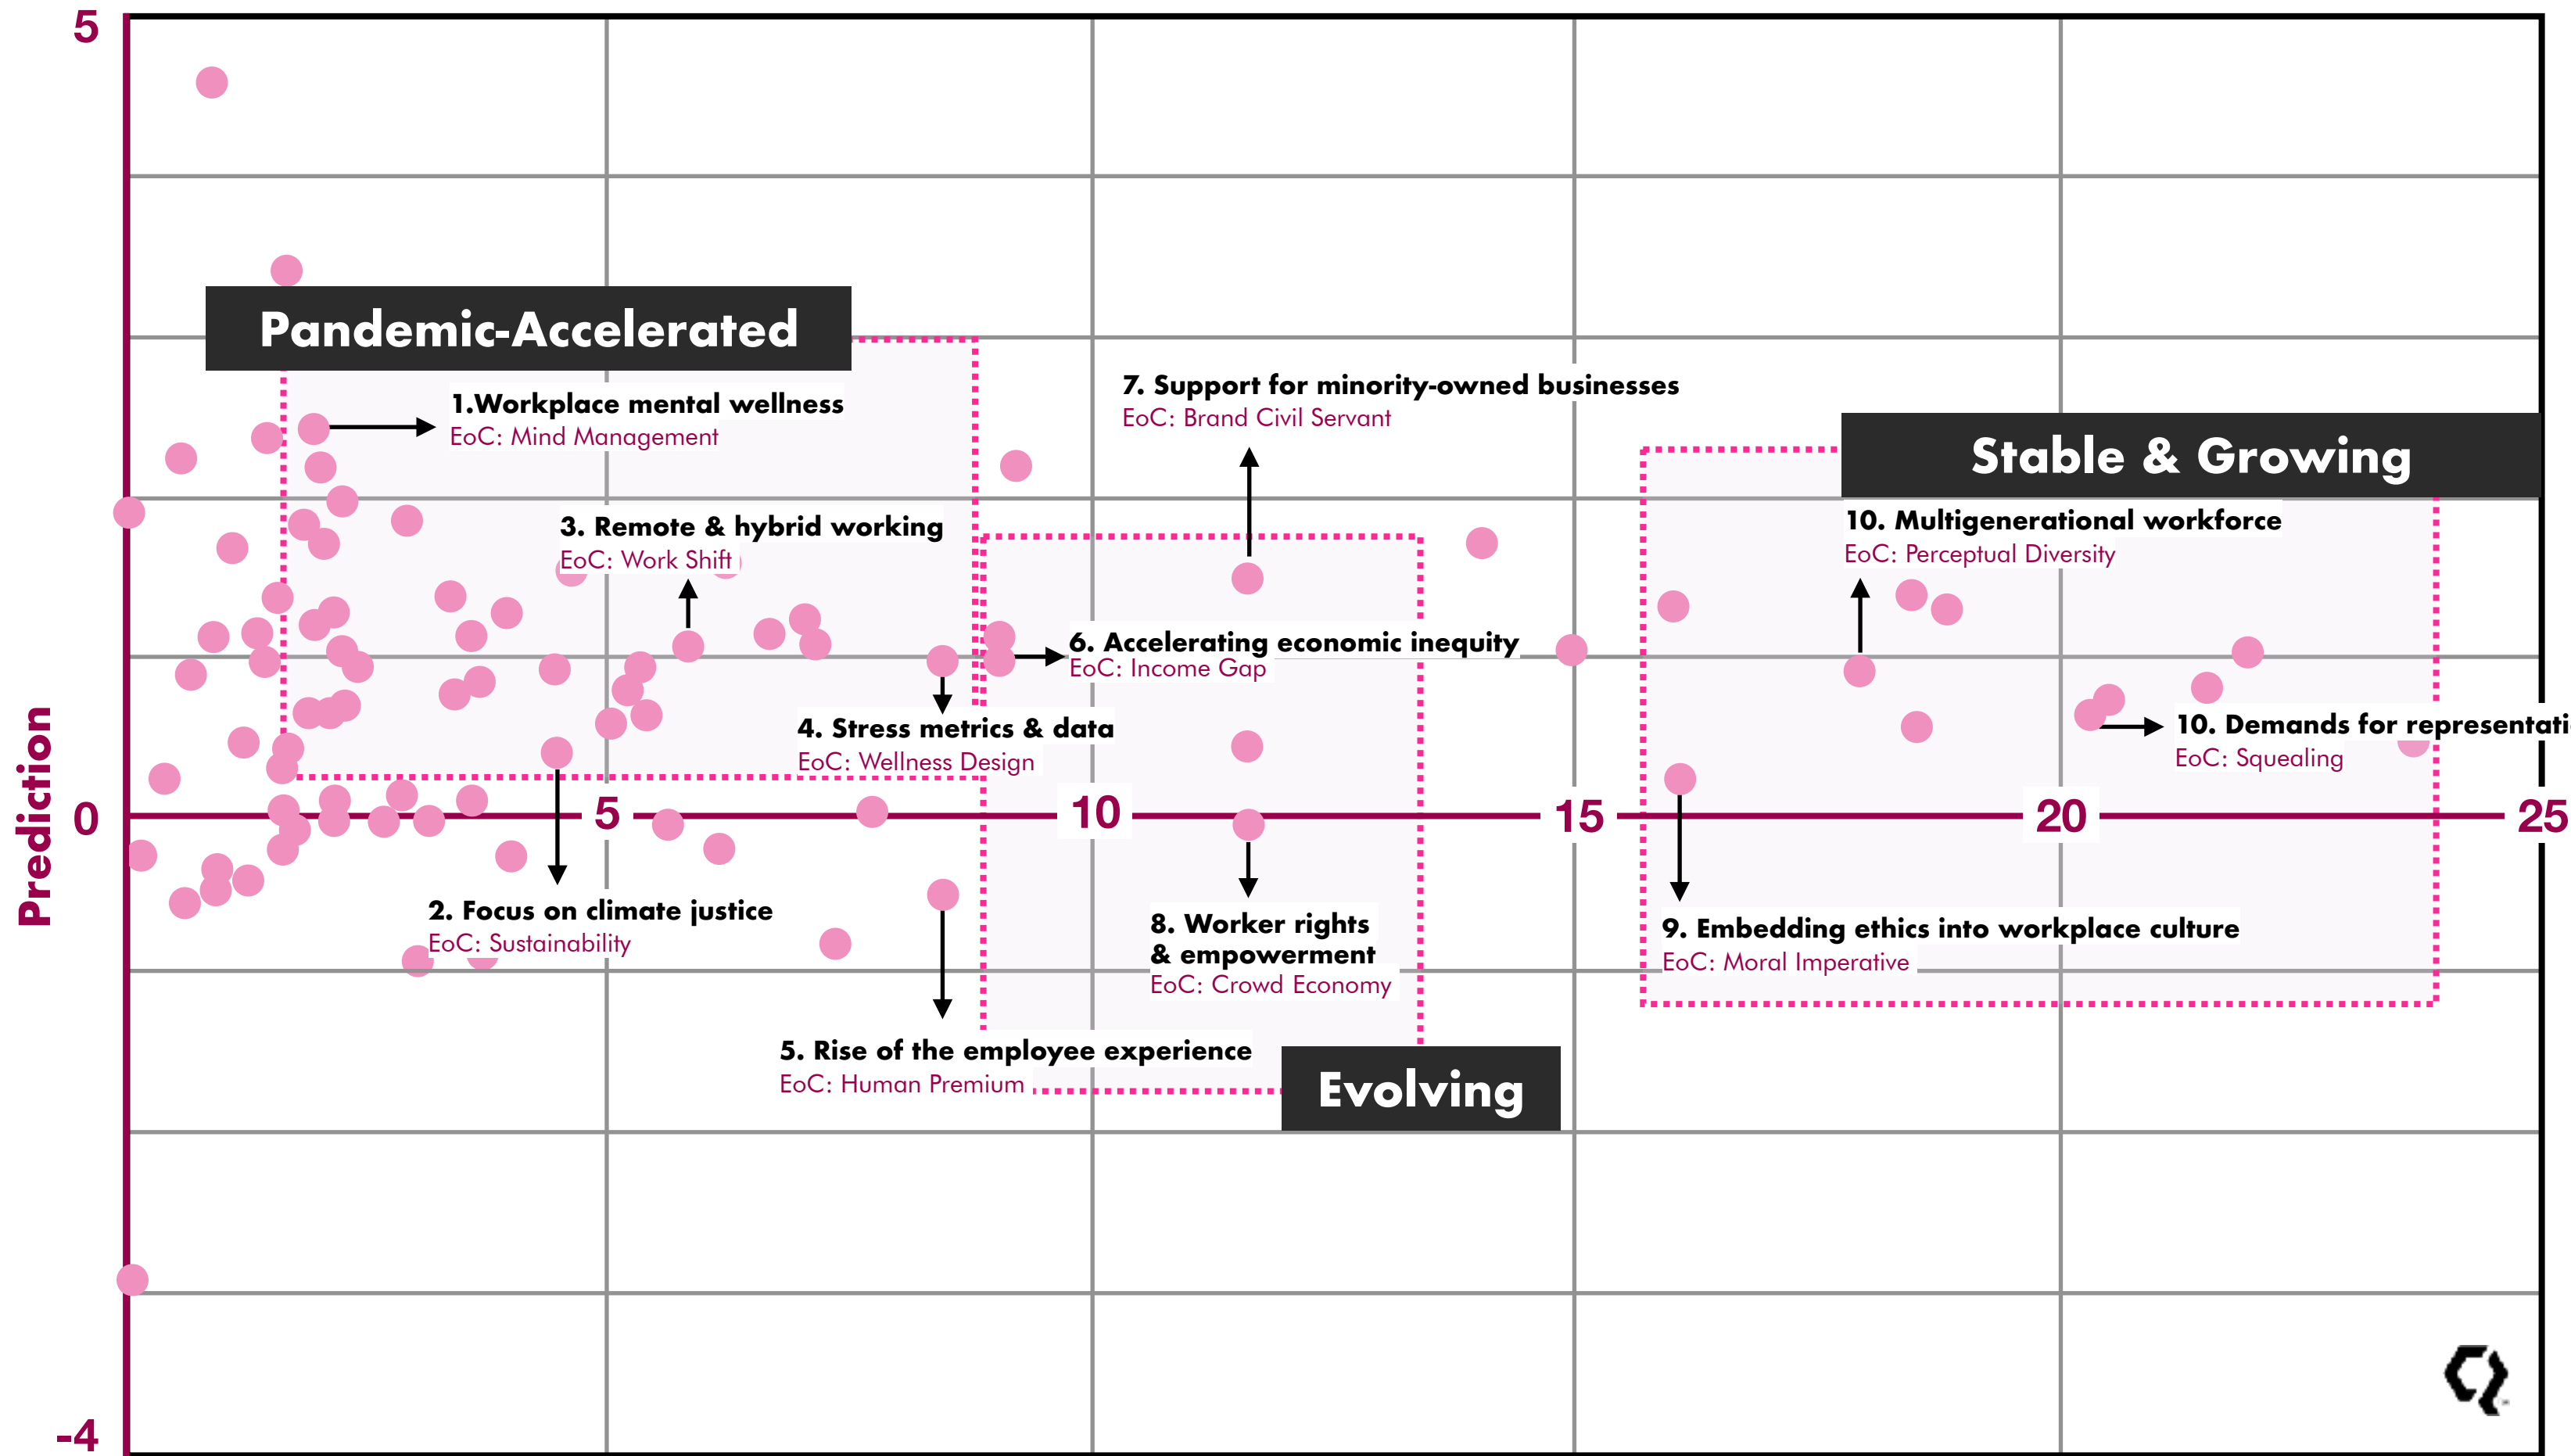 5
Pandemic-Accelerated
1.Workplace mental wellness
EoC: Mind Management
7. Support for minority-owned businesses
EoC: Brand Civil Servant
Stable & Growing
3. Remote & hybrid working
EoC: Work Shift
10. Multigenerational workforce
EoC: Perceptual Diversity
6. Accelerating economic inequity
EoC: Income Gap
4. Stress metrics & data
EoC: Wellness Design
10. Demands for representati
EoC: Squealing
Prediction
0
5
10
15
20
25
2. Focus on climate justice
EoC: Sustainability
8. Worker rights
& empowerment
EoC: Crowd Economy
9. Embedding ethics into workplace culture
EoC: Moral Imperative
5. Rise of the employee experience
EoC: Human Premium
Evolving
-4